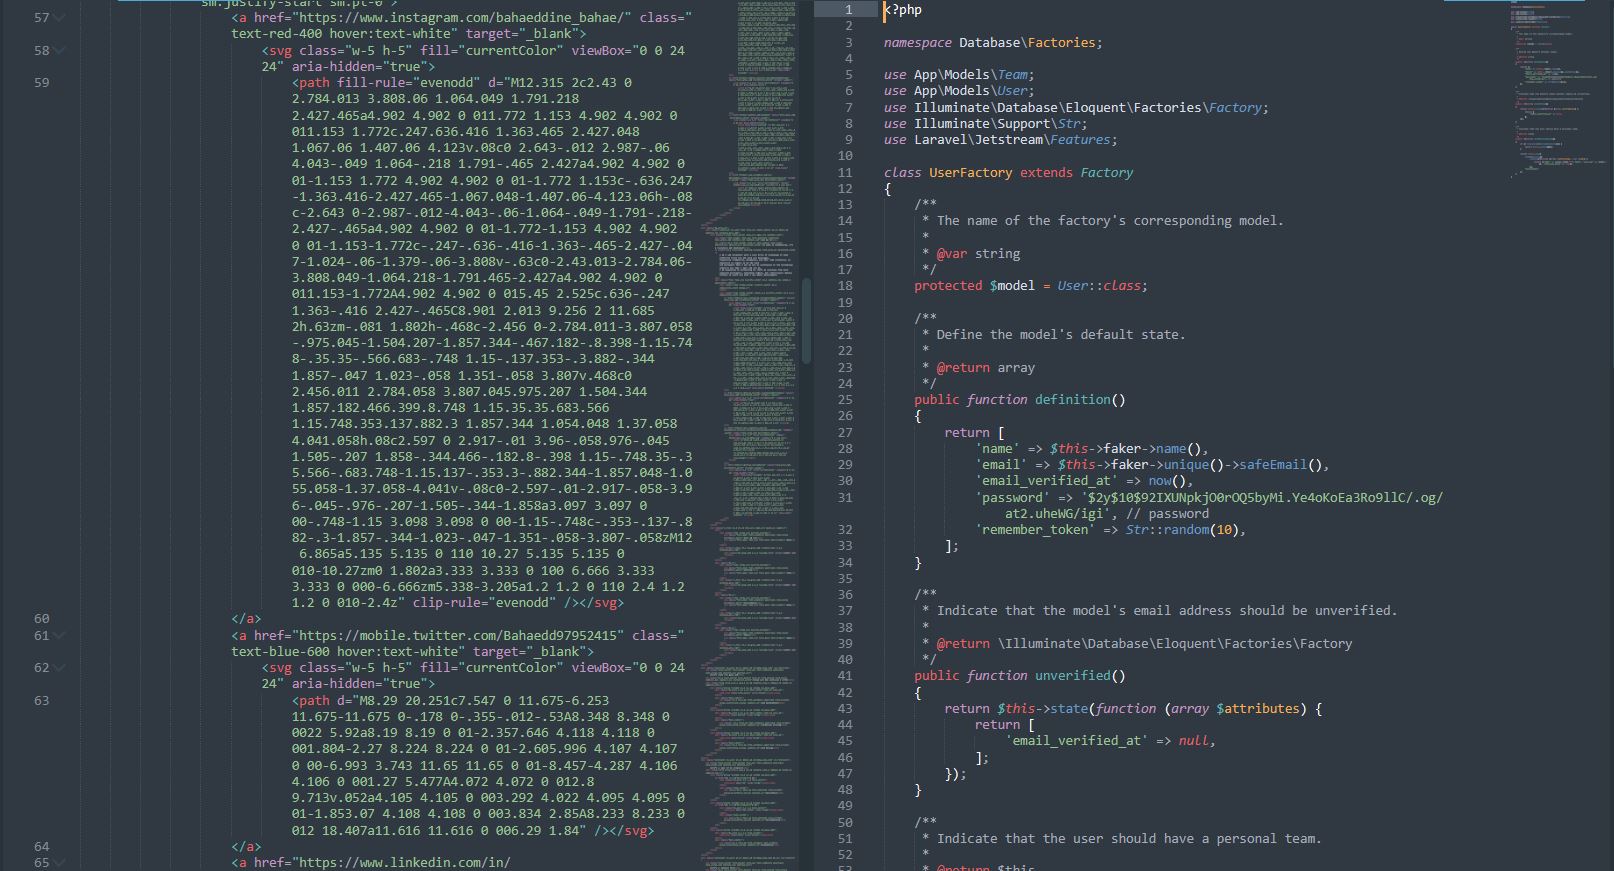 57
<a href="https://www.instagram.com/bahaeddine_bahae/" class="
text-red-400 hover:text-white" target="_blank">
58
<svg class="w-5 h-5" fill="currentColor" viewBox="0 0 24
24" aria-hidden="true">
59
<path fill-rule="evenodd" d="M12.315 2c2.43 0
2.784.013 3.808.06 1.064.049 1.791.218
2.427.465a4.902 4.902 0 011.772 1.153 4.902 4.902 0
011.153 1.772c.247.636.416 1.363.465 2.427.048
1.067.06 1.407.06 4.123v.08c0 2.643-.012 2.987-.06
4.043-.049 1.064-.218 1.791-.465 2.427a4.902 4.902 0
01-1.153 1.772 4.902 4.902 0 01-1.772 1.153c-.636.247
-1.363.416-2.427.465-1.067.048-1.407.06-4.123.06h-.08
c-2.643 0-2.987-.012-4.043-.06-1.064-.049-1.791-.218-
2.427-.465a4.902 4.902 0 01-1.772-1.153 4.902 4.902
0 01-1.153-1.772c-.247-.636-.416-1.363-.465-2.427-.04
7-1.024-.06-1.379-.06-3.808v-.63c0-2.43.013-2.784.06-
3.808.049-1.064.218-1.791.465-2.427a4.902 4.902 0
011.153-1.772A4.902 4.902 0 015.45 2.525c.636-.247
1.363-.416 2.427-.465C8.901 2.013 9.256 2 11.685
2h.63zm-.081 1.802h-.468c-2.456 0-2.784.011-3.807.058
-.975.045-1.504.207-1.857.344-.467.182-.8.398-1.15.74
8-.35.35-.566.683-.748 1.15-.137.353-.3.882-.344
1.857-.047 1.023-.058 1.351-.058 3.807v.468c0
2.456.011 2.784.058 3.807.045.975.207 1.504.344
1.857.182.466.399.8.748 1.15.35.35.683.566
1.15.748.353.137.882.3 1.857.344 1.054.048 1.37.058
4.041.058h.08c2.597 0 2.917-.01 3.96-.058.976-.045
1.505-.207 1.858-.344.466-.182.8-.398 1.15-.748.35-.3
5.566-.683.748-1.15.137-.353.3-.882.344-1.857.048-1.0
55.058-1.37.058-4.041v-.08c0-2.597-.01-2.917-.058-3.9
6-.045-.976-.207-1.505-.344-1.858a3.097 3.097 0
00-.748-1.15 3.098 3.098 0 00-1.15-.748c-.353-.137-.8
82-.3-1.857-.344-1.023-.047-1.351-.058-3.807-.058zM12
6.865a5.135 5.135 0 110 10.27 5.135 5.135 0
010-10.27zm0 1.802a3.333 3.333 0 100 6.666 3.333
3.333 0 000-6.666zm5.338-3.205a1.2 1.2 0 110 2.4 1.2
1.2 0 010-2.4z" clip-rule="evenodd" /></svg>
60
</a>
61
<a href="https://mobile.twitter.com/Bahaedd97952415" class="
text-blue-600 hover:text-white" target="_blank">
62
<svg class="w-5 h-5" fill="currentColor" viewBox="0 0 24
24" aria-hidden="true">
63
<path d="M8.29 20.251c7.547 0 11.675-6.253
11.675-11.675 0-.178 0-.355-.012-.53A8.348 8.348 0
0022 5.92a8.19 8.19 0 01-2.357.646 4.118 4.118 0
001.804-2.27 8.224 8.224 0 01-2.605.996 4.107 4.107
0 00-6.993 3.743 11.65 11.65 0 01-8.457-4.287 4.106
4.106 0 001.27 5.477A4.072 4.072 0 012.8
9.713v.052a4.105 4.105 0 003.292 4.022 4.095 4.095 0
01-1.853.07 4.108 4.108 0 003.834 2.85A8.233 8.233 0
012 18.407a11.616 11.616 0 006.29 1.84" /></svg>
64
</a>
65
<a href="https://www.linkedin.com/in/
1 <?php
2
3 namespace Database\Factories;
4
5 use App\Models\Team;
6 use App\Models\User;
7 use Illuminate\Database\Eloquent\Factories\Factory;
8 use Illuminate\Support\Str;
9 use Laravel\Jetstream\Features;
10
11 class UserFactory extends Factory
12 {
13 /**
14 * The name of the factory's corresponding model.
15 *
16 * @var string
17 */
18 protected $model = User::class;
19
20 /**
21 * Define the model's default state.
22 *
23 * @return array
24 */
25 public function definition()
26 {
27 return [
28 'name' => $this->faker->name(),
29 'email' => $this->faker->unique()->safeEmail(),
30 'email_verified_at' => now(),
31 'password' => '$2y$10$92IXUNpkjO0rOQ5byMi.Ye4oKoEa3Ro9llC/.og/
at2.uheWG/igi', // password
32 'remember_token' => Str::random(10),
33 ];
34 }
35
36 /**
37 * Indicate that the model's email address should be unverified.
38 *
39 * @return \Illuminate\Database\Eloquent\Factories\Factory
40 */
41 public function unverified()
42 {
43 return $this->state(function (array $attributes) {
44 return [
45 'email_verified_at' => null,
46 ];
47 });
48 }
49
50 /**
51 * Indicate that the user should have a personal team.
52 *
53 * @return $this